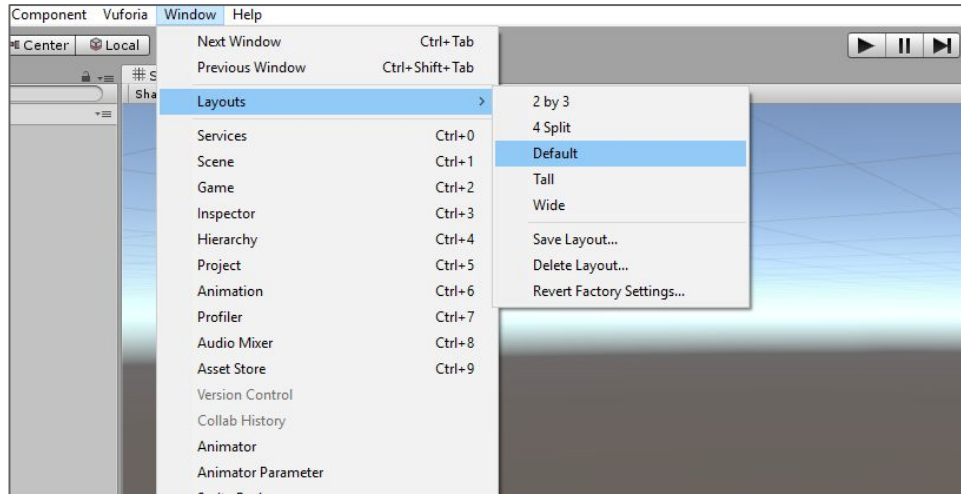 Component Vuforia Window Help
Center Local
Next Window Ctrl+Tab
Previous Window Ctrl+Shift+Tab
# S
Sha
Layouts >
2 by 3
4 Split
Default
Tall
Wide
Save Layout...
Delete Layout...
Revert Factory Settings...
Services Ctrl+0
Scene Ctrl+1
Game Ctrl+2
Inspector Ctrl+3
Hierarchy Ctrl+4
Project Ctrl+5
Animation Ctrl+6
Profiler Ctrl+7
Audio Mixer Ctrl+8
Asset Store Ctrl+9
Version Control
Collab History
Animator
Animator Parameter